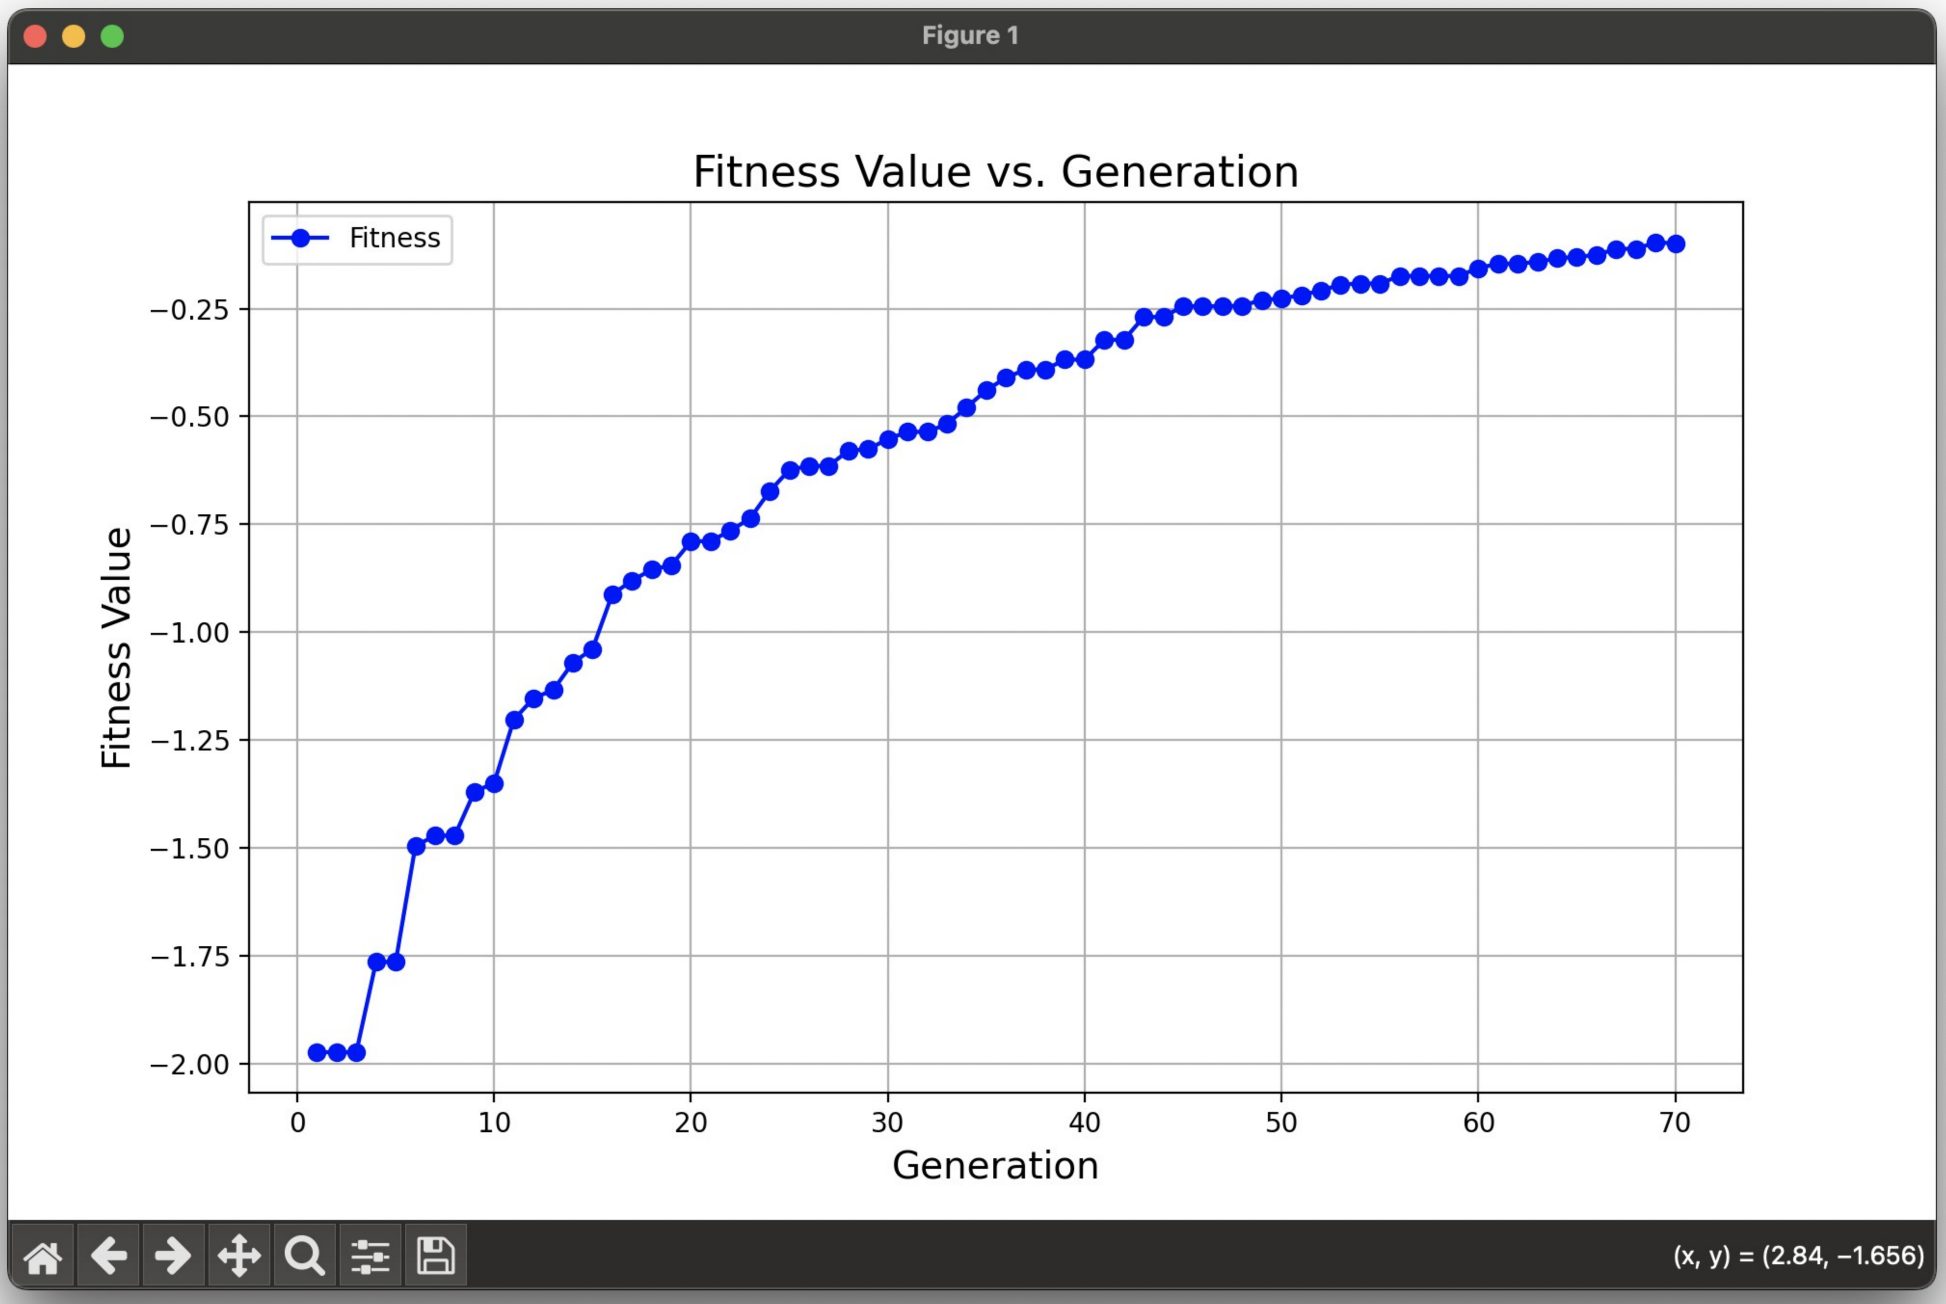 Figure 1
Fitness Value vs. Generation
Fitness
−0.25
−0.50
−0.75
−1.00
−1.25
−1.50
−1.75
−2.00
Fitness Value
0 10 20 30 40 50 60 70
Generation
(x, y) = (2.84, −1.656)